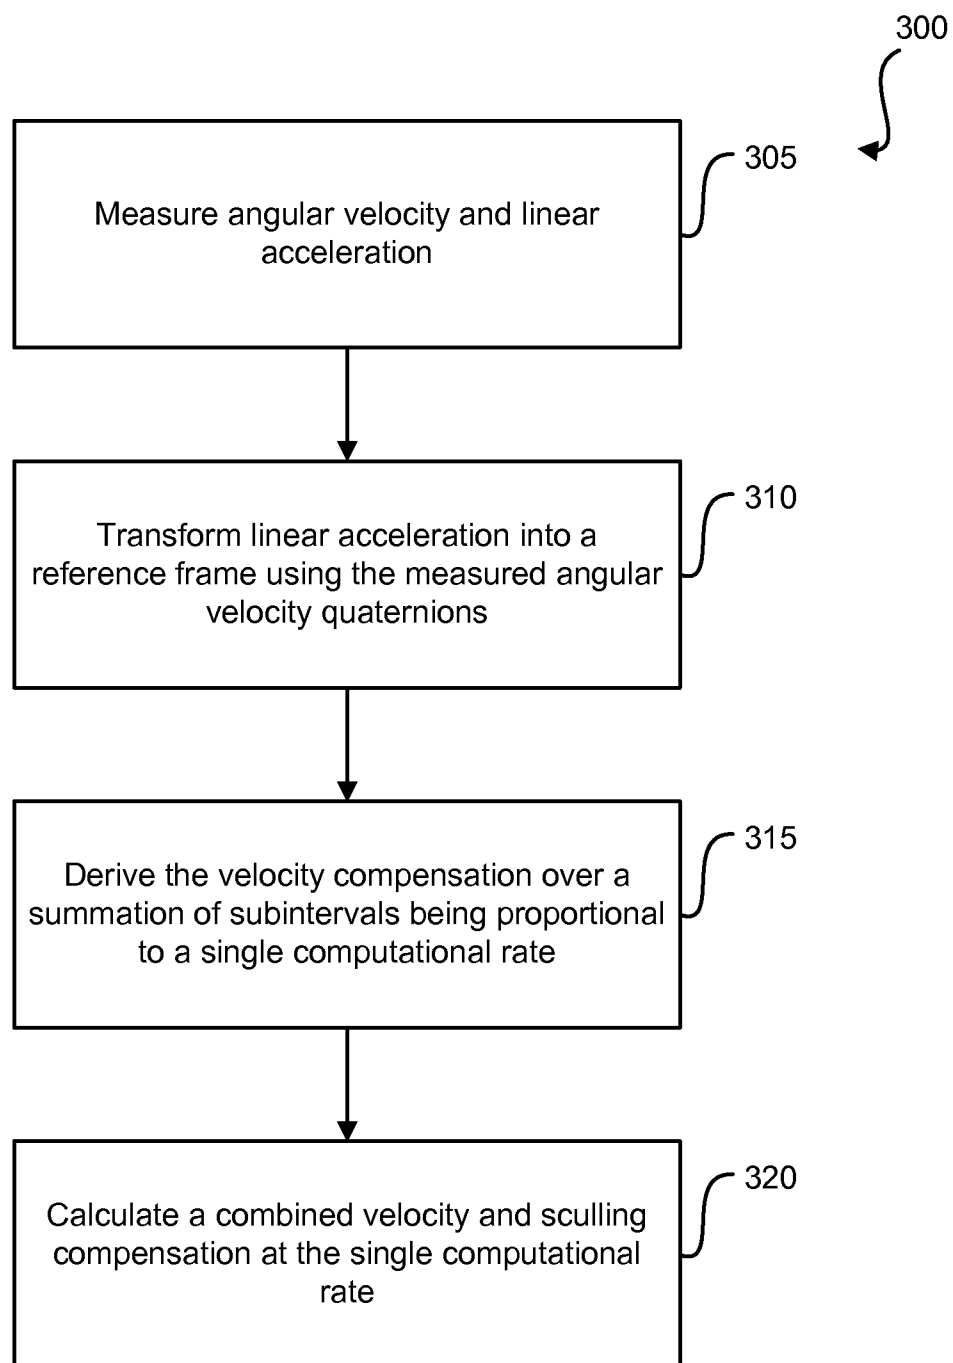 300
305
Measure angular velocity and linear
acceleration
310
Transform linear acceleration into a
reference frame using the measured angular
velocity quaternions
315
Derive the velocity compensation over a
summation of subintervals being proportional
to a single computational rate
320
Calculate a combined velocity and sculling
compensation at the single computational
rate